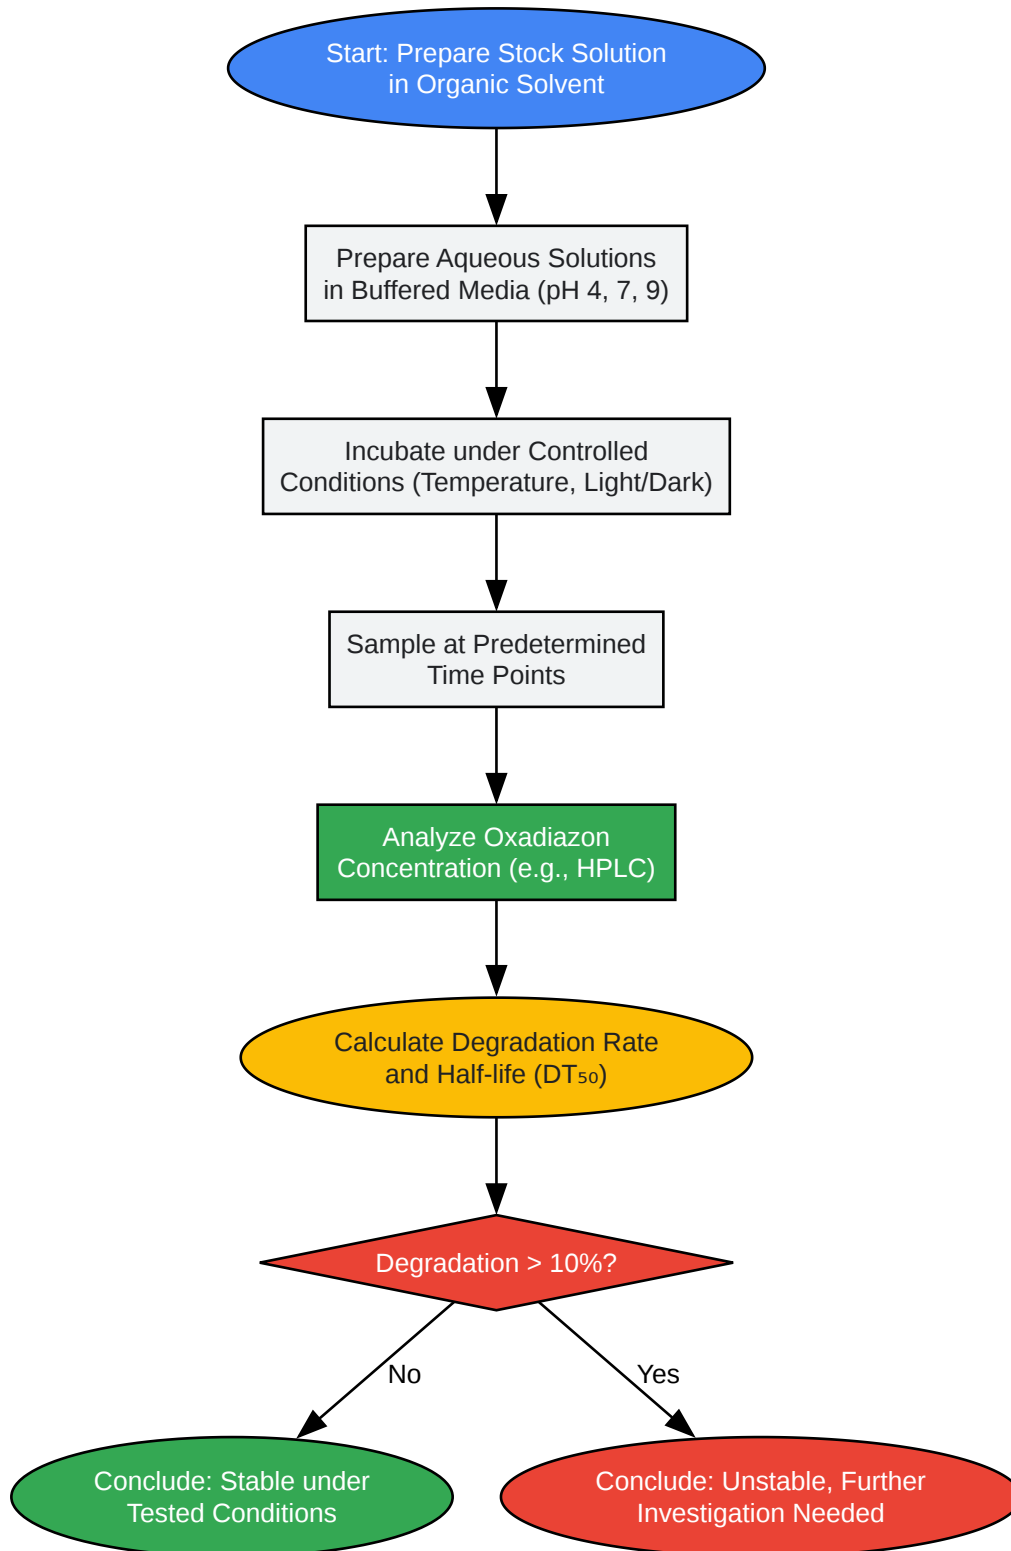 Start: Prepare Stock Solution
in Organic Solvent
Prepare Aqueous Solutions
in Buffered Media (pH 4, 7, 9)
Incubate under Controlled
Conditions (Temperature, Light/Dark)
Sample at Predetermined
Time Points
Analyze Oxadiazon
Concentration (e.g., HPLC)
Calculate Degradation Rate
and Half-life (DT₅₀)
Degradation > 10%?
No
Yes
Conclude: Stable under
Tested Conditions
Conclude: Unstable, Further
Investigation Needed